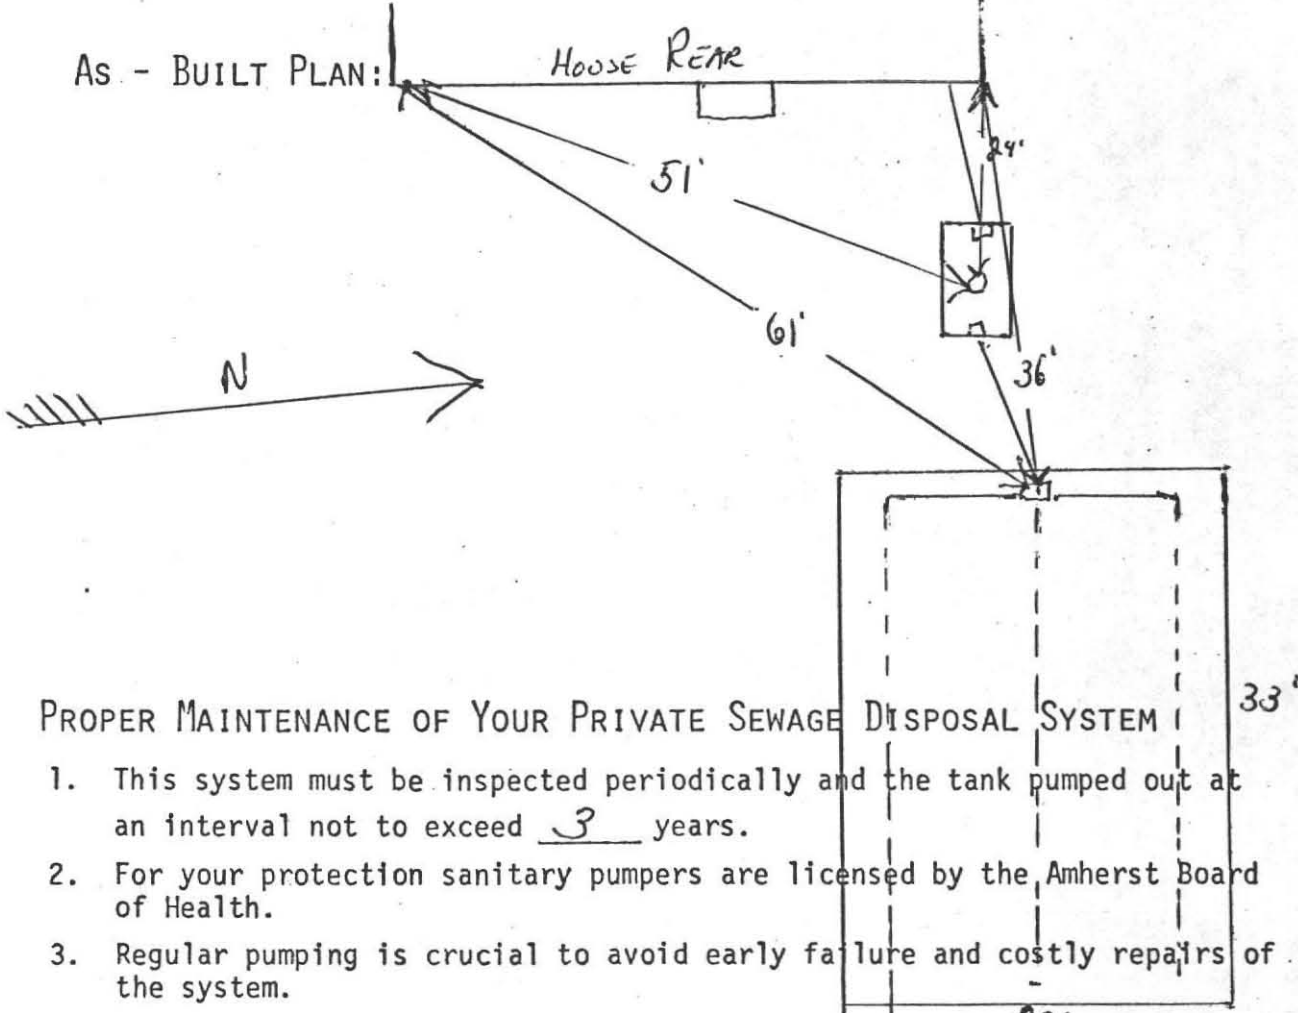 House Rear
As - Built Plan:
24'
51'
61'
36'
N
33'
Proper Maintenance of Your Private Sewage Disposal System
1. This system must be inspected periodically and the tank pumped out at
an interval not to exceed 3 years.
2. For your protection sanitary pumpers are licensed by the Amherst Board
of Health.
3. Regular pumping is crucial to avoid early failure and costly repairs of
the system.